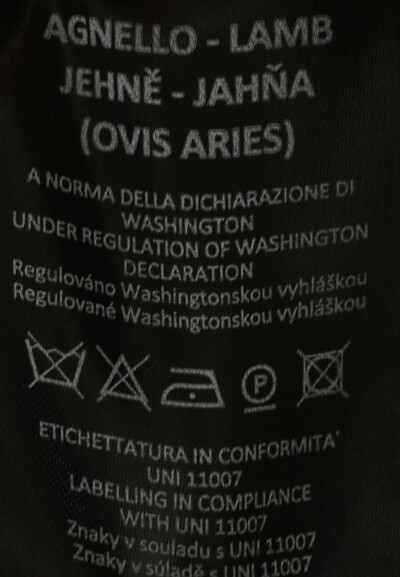 AGNELLO - LAMB
JEHNĚ - JAHŇA
(OVIS ARIES)
A NORMA DELLA DICHIARAZIONE DI
WASHINGTON
UNDER REGULATION OF WASHINGTON
DECLARATION
Regulováno Washingtonskou vyhláškou
Regulované Washingtonskou vyhláškou
P
ETICHETTATURA IN CONFORMITA'
UNI 11007
LABELLING IN COMPLIANCE
WITH UNI 11007
Znaky v souladu s UNI 11007
Znaky v súladě s UNI 11007